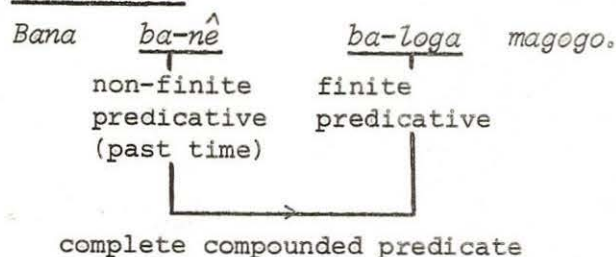 Bana ba-nê ba-loga magogo.
non-finite finite
predicative predicative
(past time)
complete compounded predicate